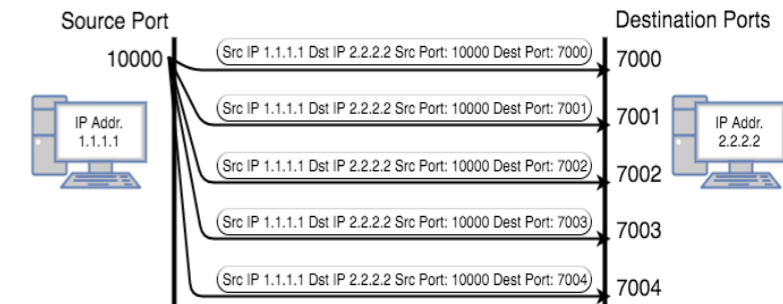 Source Port
Destination Ports
10000
Src IP 1.1.1.1 Dst IP 2.2.2.2 Src Port: 10000 Dest Port: 7000
7000
IP Addr.
1.1.1.1
Src IP 1.1.1.1 Dst IP 2.2.2.2 Src Port: 10000 Dest Port: 7001
7001
IP Addr.
2.2.2.2
Src IP 1.1.1.1 Dst IP 2.2.2.2 Src Port: 10000 Dest Port: 7002
7002
Src IP 1.1.1.1 Dst IP 2.2.2.2 Src Port: 10000 Dest Port: 7003
7003
Src IP 1.1.1.1 Dst IP 2.2.2.2 Src Port: 10000 Dest Port: 7004
7004